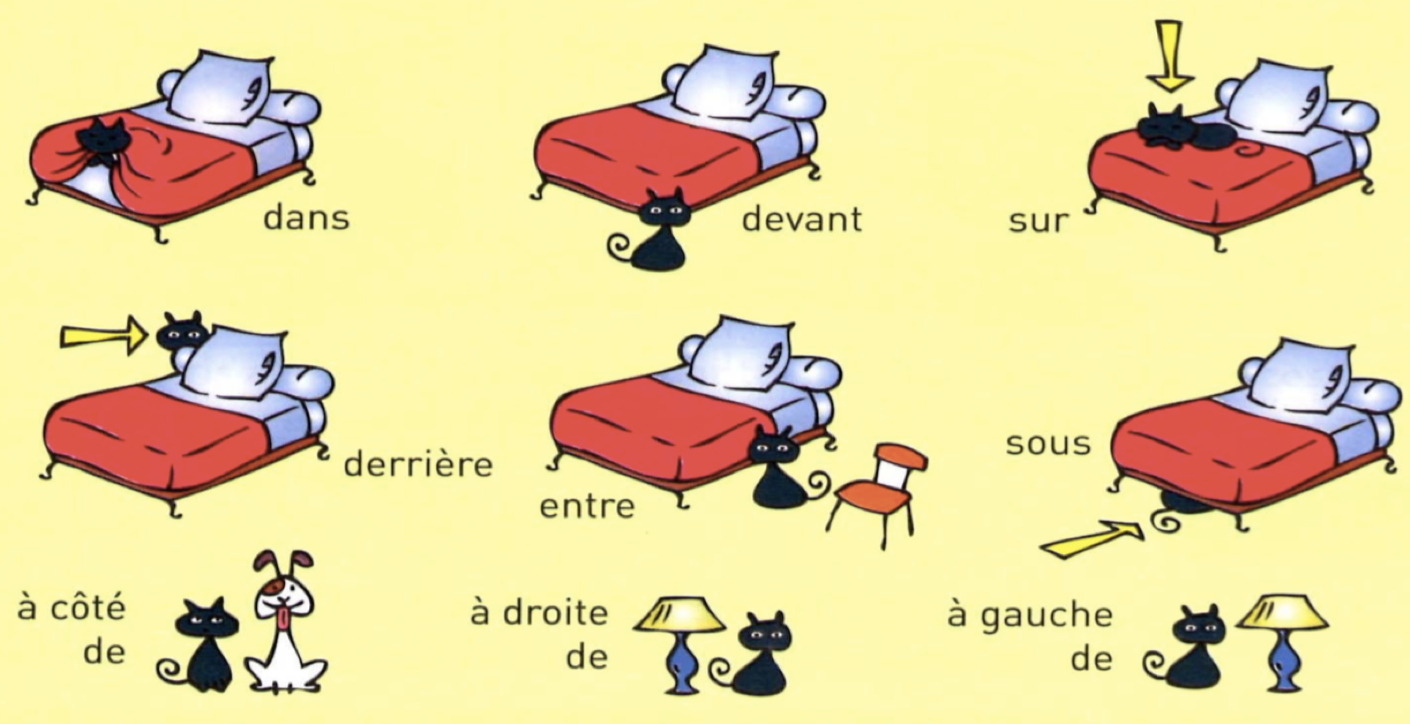 dans
devant
sur
derrière
entre
sous
à côté
de
à droite
de
à gauche
de